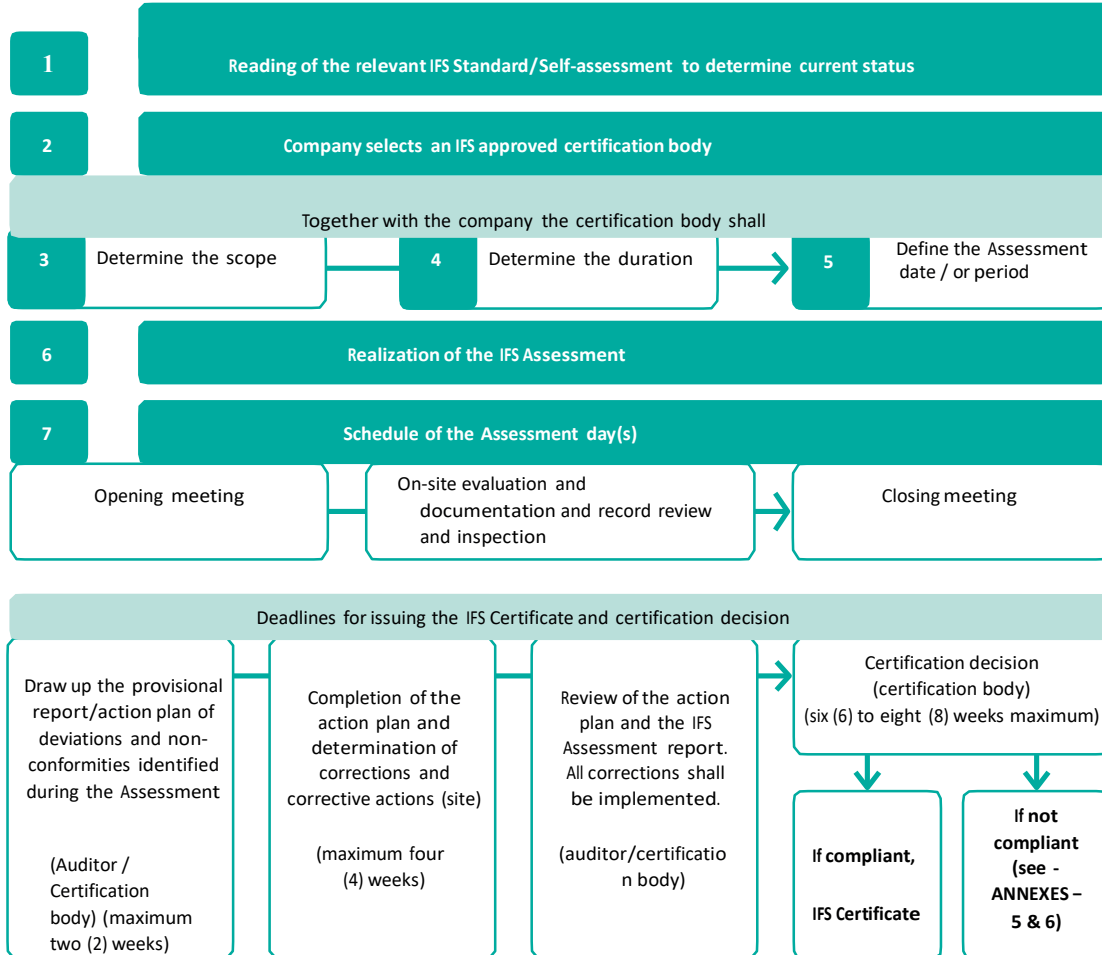 1
Reading of the relevant IFS Standard/Self-assessment to determine current status
2
Company selects an IFS approved certification body
Together with the company the certification body shall
3
Determine the scope
4
Determine the duration
5
Define the Assessment
date / or period
6
Realization of the IFS Assessment
7
Schedule of the Assessment day(s)
Opening meeting
On-site evaluation and
documentation and record review
and inspection
Closing meeting
Deadlines for issuing the IFS Certificate and certification decision
Draw up the provisional
report/action plan of
deviations and non-
conformities identified
during the Assessment
(Auditor /
Certification
body) (maximum
two (2) weeks)
Completion of the
action plan and
determination of
corrections and
corrective actions (site)
(maximum four
(4) weeks)
Review of the action
plan and the IFS
Assessment report.
All corrections shall
be implemented.
(auditor/certificatio
n body)
Certification decision
(certification body)
(six (6) to eight (8) weeks maximum)
If compliant,
IFS Certificate
If not
compliant
(see -
ANNEXES –
5 & 6)